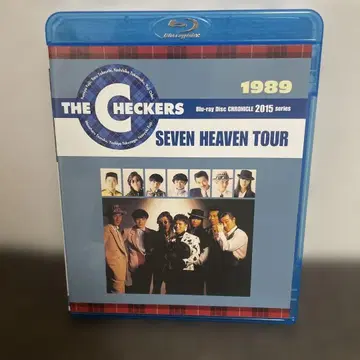 Blu-ray Disc
1989
THE CHECKERS
Blu-ray Disc CHRONICLE 2015 series
SEVEN HEAVEN TOUR